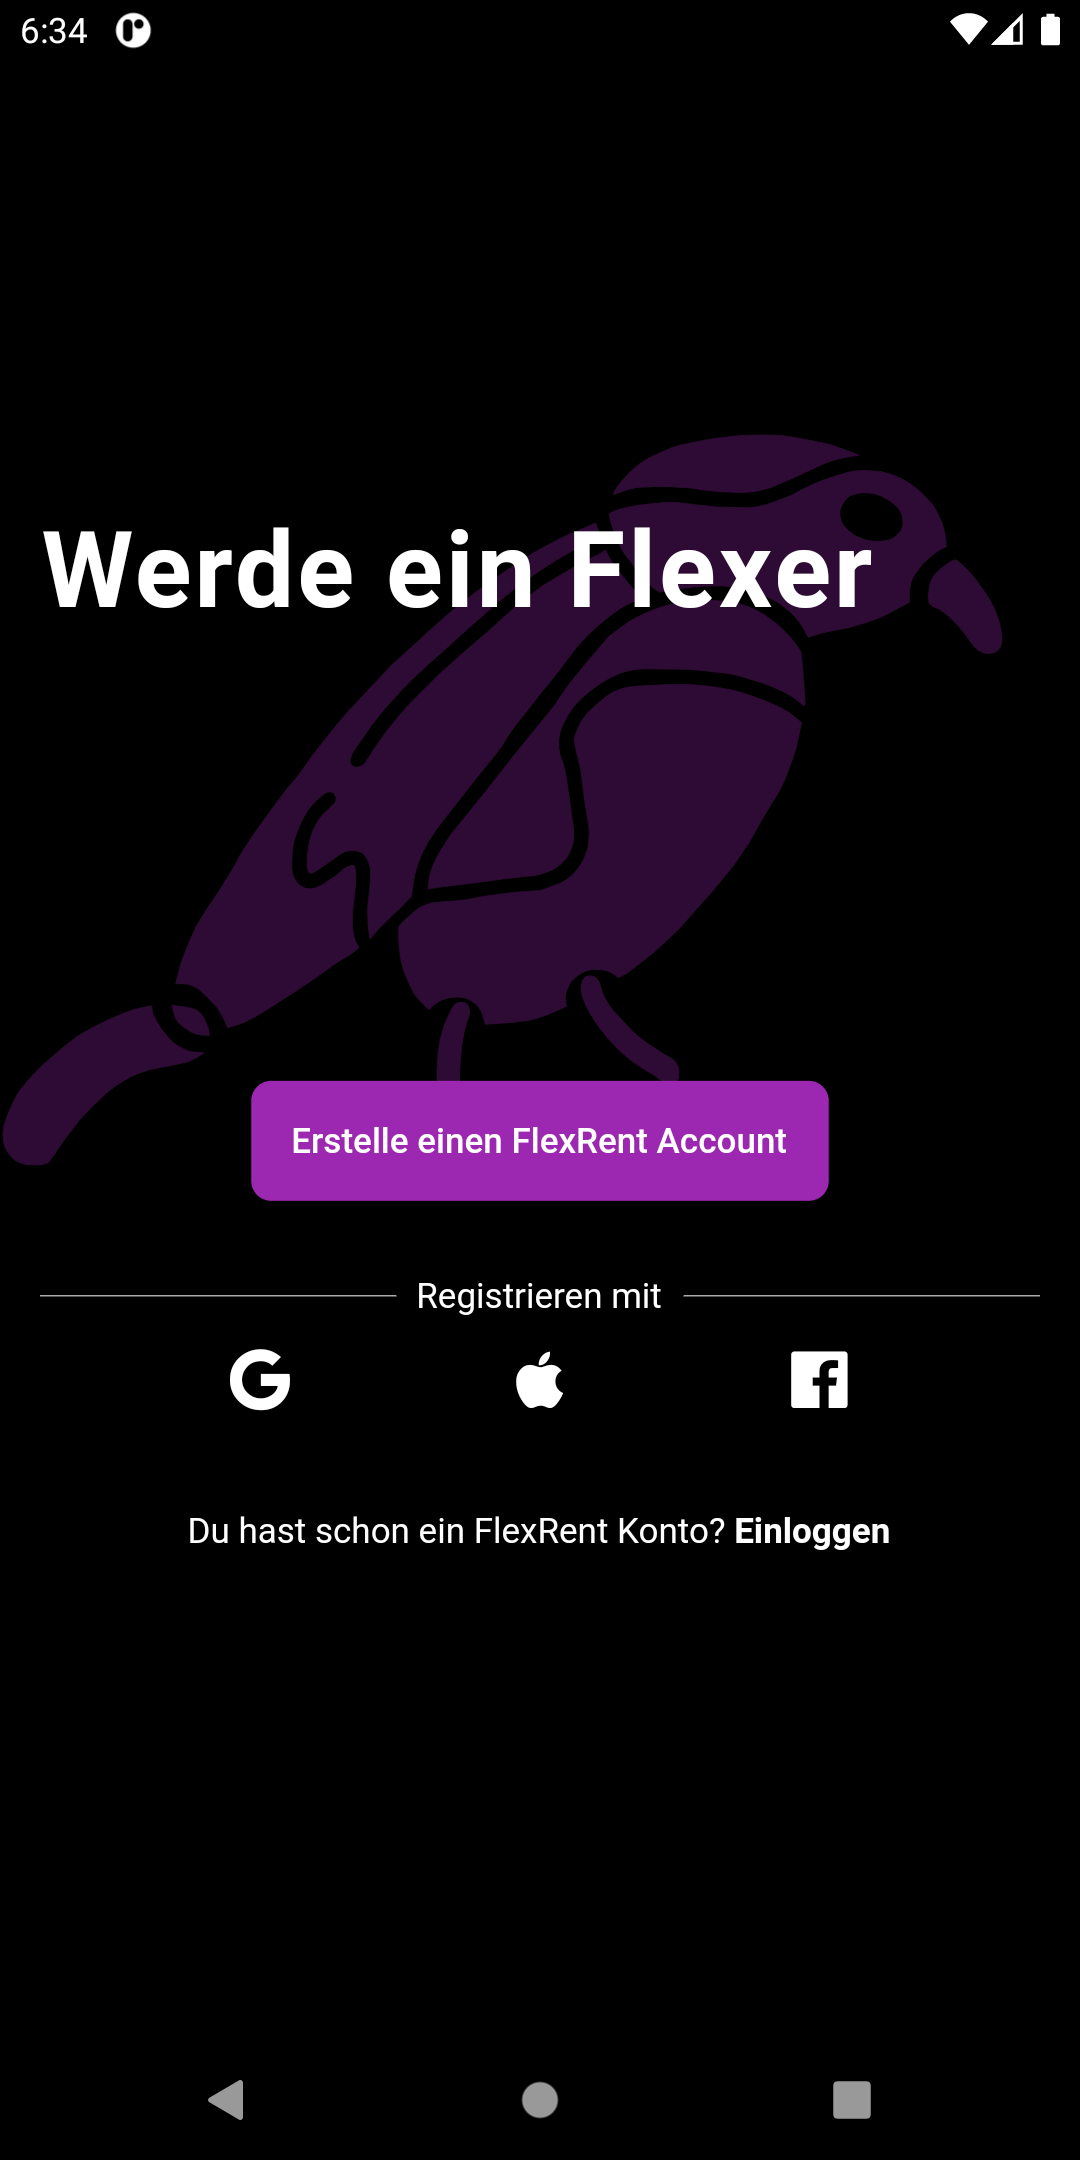 6:34
Werde ein Flexer
Erstelle einen FlexRent Account
Registrieren mit
Du hast schon ein FlexRent Konto? Einloggen